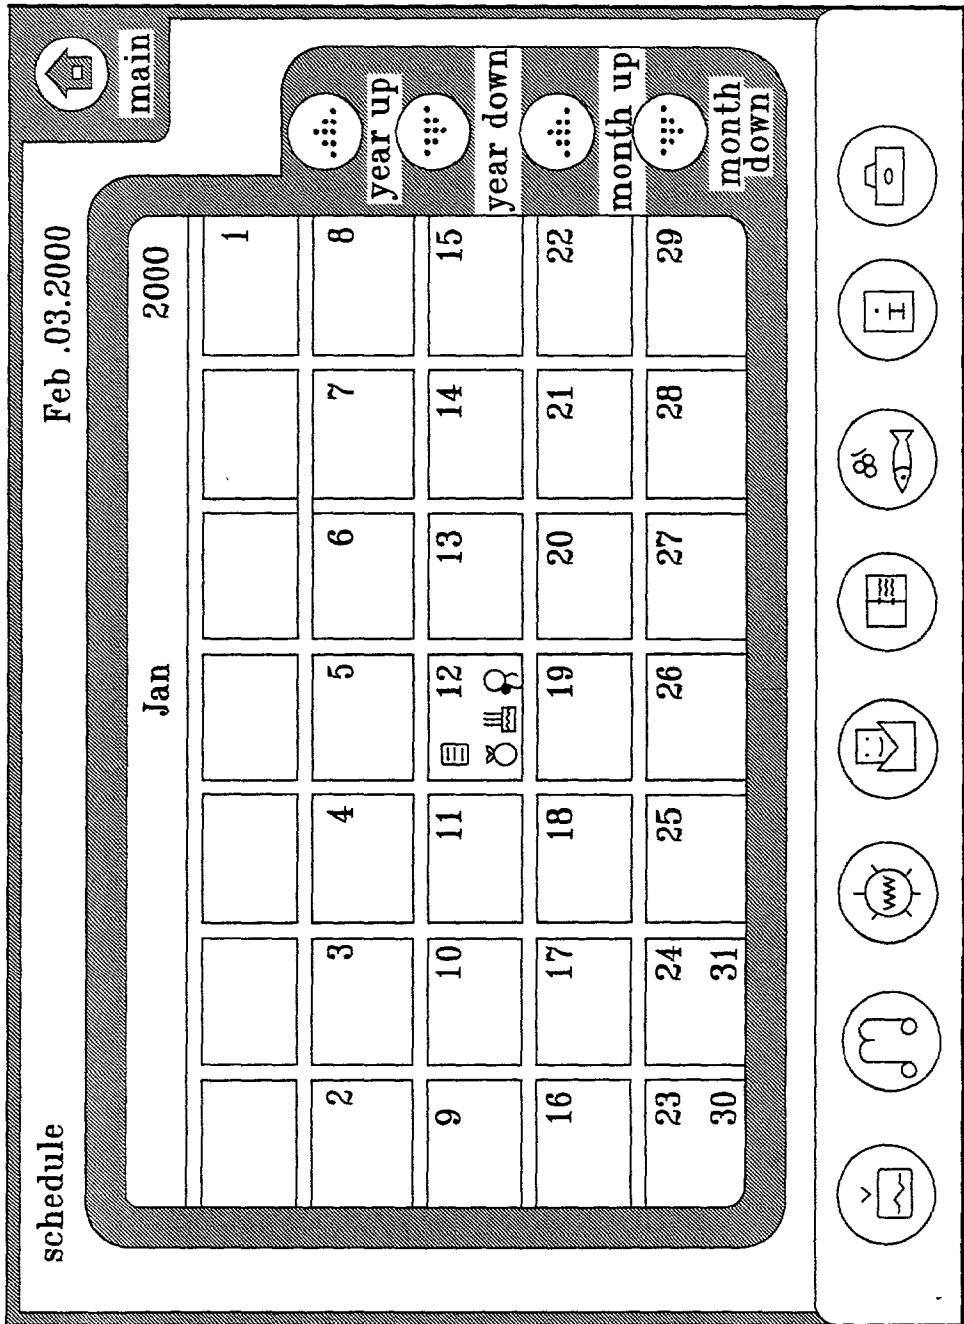 schedule Feb .03.2000
main
Jan 2000
1
2 3 4 5 6 7 8
9 10 11 12 13 14 15
16 17 18 19 20 21 22
23 24 25 26 27 28 29
30 31
year up
year down
month up
month
down
i